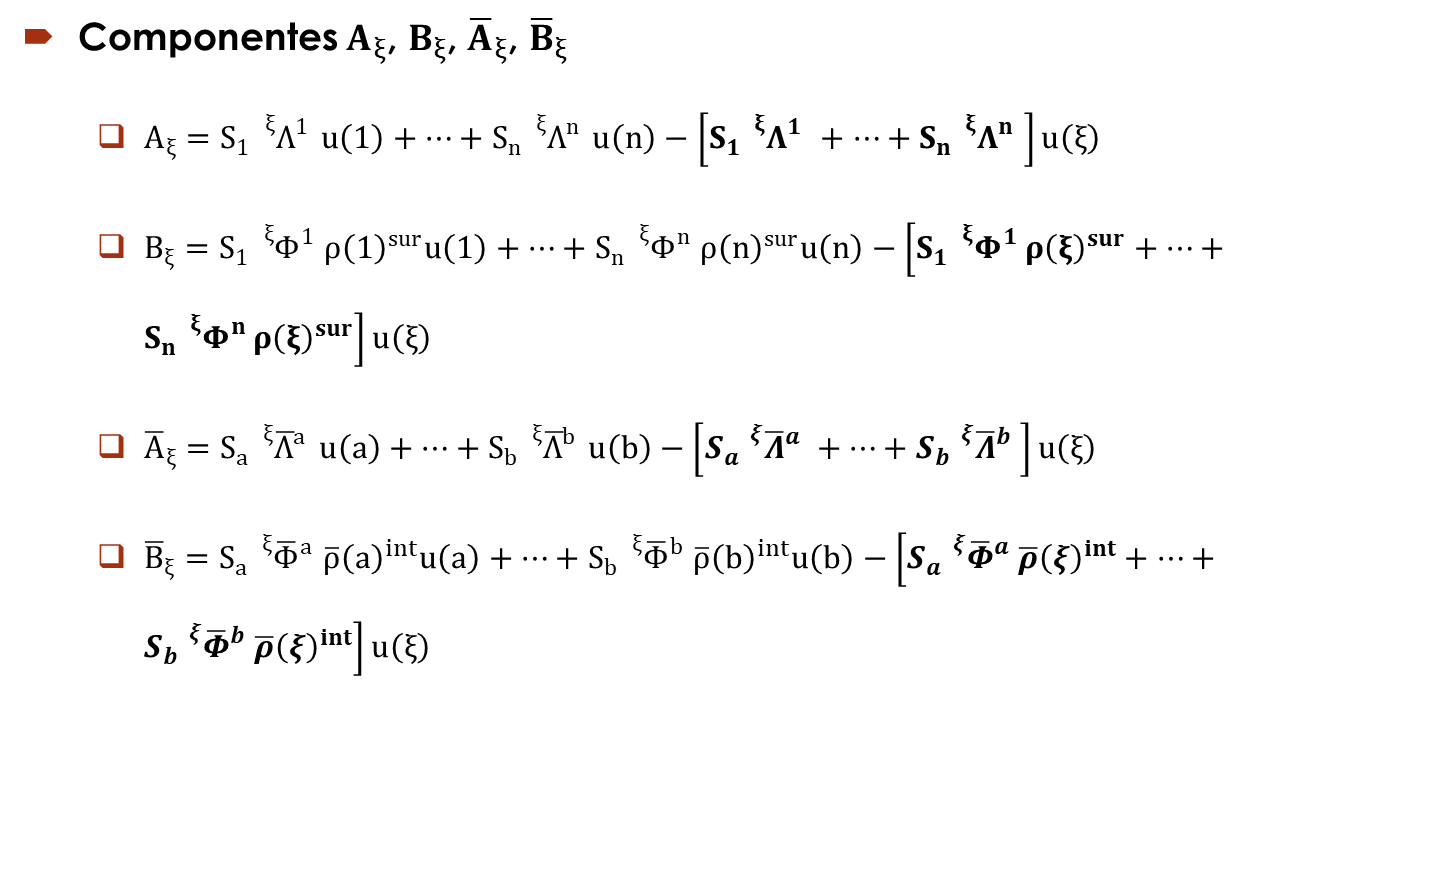 Componentes A_ξ, B_ξ, A̅_ξ, B̅_ξ
A_ξ = S_1 ^ξΛ^1 u(1) + ⋯ + S_n ^ξΛ^n u(n) − [S_1 ^ξΛ^1 + ⋯ + S_n ^ξΛ^n ] u(ξ)
B_ξ = S_1 ^ξΦ^1 ρ(1)^sur u(1) + ⋯ + S_n ^ξΦ^n ρ(n)^sur u(n) − [S_1 ^ξΦ^1 ρ(ξ)^sur + ⋯ +
S_n ^ξΦ^n ρ(ξ)^sur] u(ξ)
A̅_ξ = S_a ^ξΛ̅^a u(a) + ⋯ + S_b ^ξΛ̅^b u(b) − [S_a ^ξΛ̅^a + ⋯ + S_b ^ξΛ̅^b ] u(ξ)
B̅_ξ = S_a ^ξΦ̅^a ρ̅(a)^int u(a) + ⋯ + S_b ^ξΦ̅^b ρ̅(b)^int u(b) − [S_a ^ξΦ̅^a ρ̅(ξ)^int + ⋯ +
S_b ^ξΦ̅^b ρ̅(ξ)^int] u(ξ)